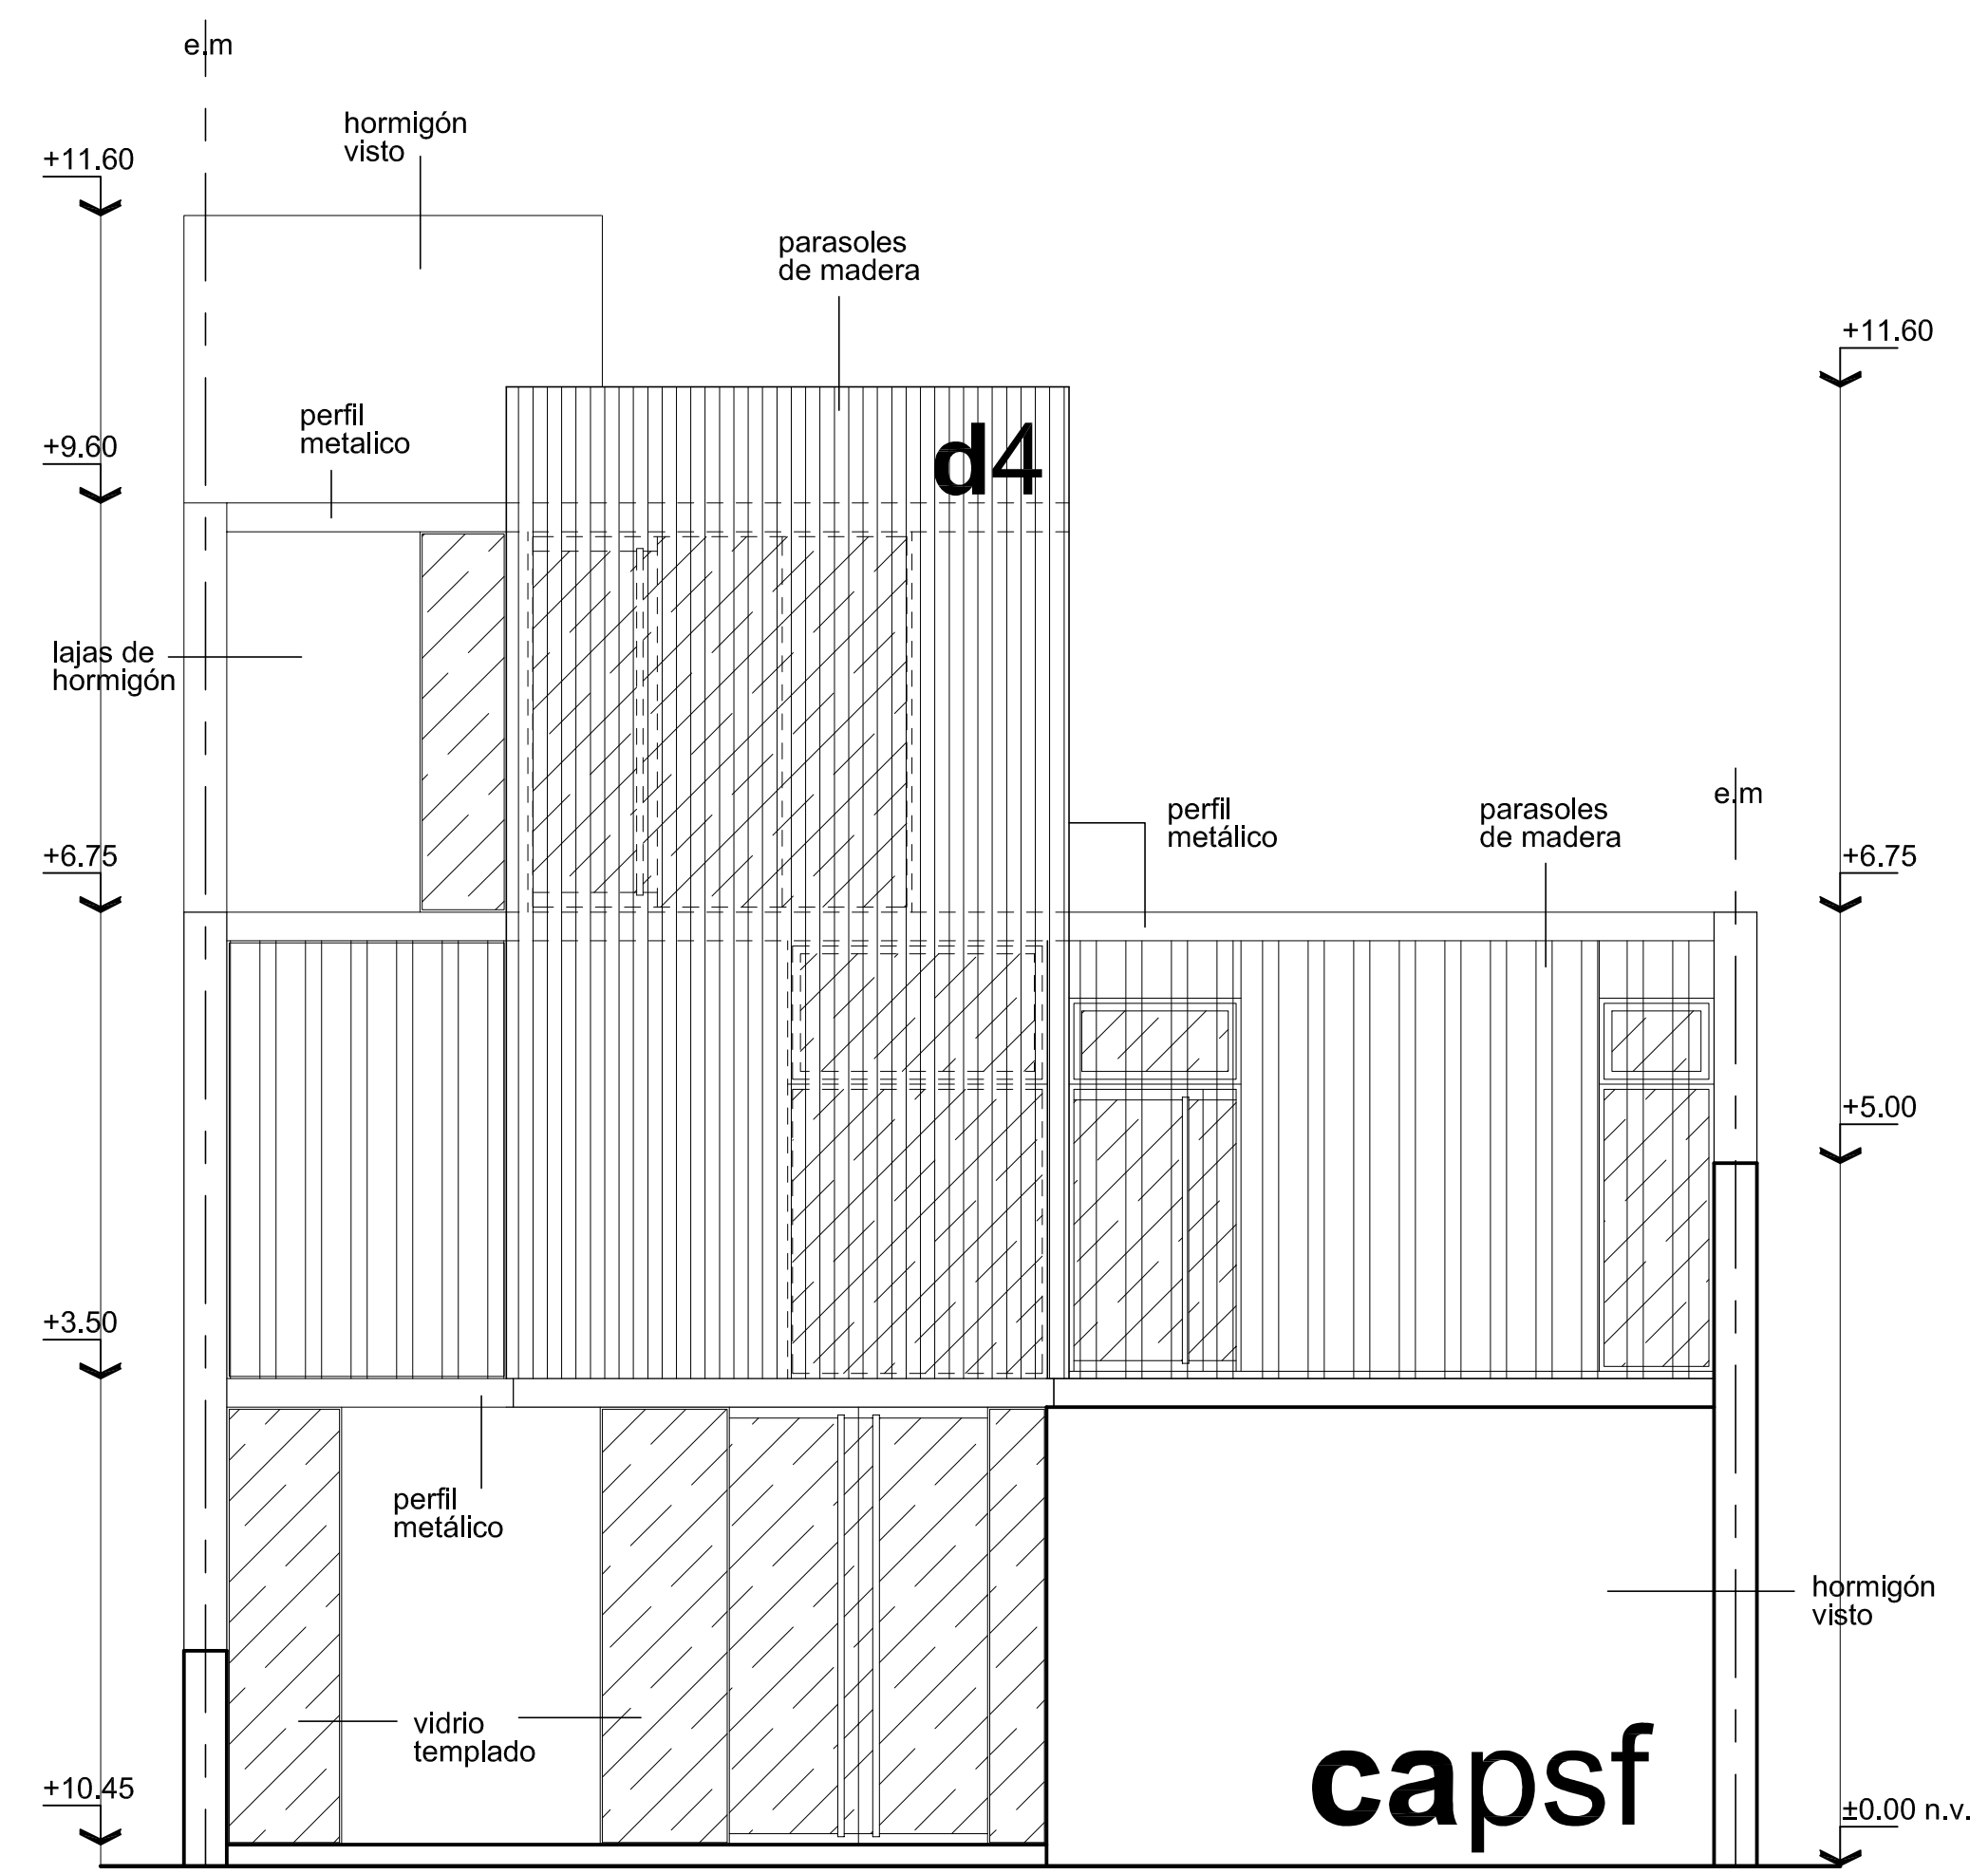 e.m
hormigón
visto
+11.60
parasoles
de madera
+11.60
perfil
metalico
+9.60
d4
lajas de
hormigón
e.m
perfil
metálico
parasoles
de madera
+6.75
+6.75
+5.00
+3.50
perfil
metálico
hormigón
visto
vidrio
templado
capsf
+10.45
±0.00 n.v.